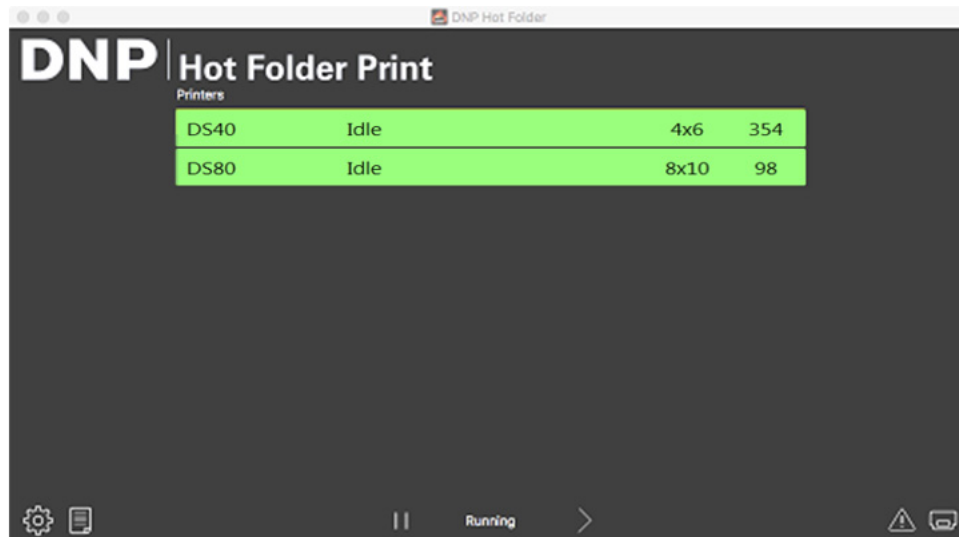 DNP Hot Folder
DNP Hot Folder Print
Printers
DS40 Idle 4x6 354
DS80 Idle 8x10 98
Running